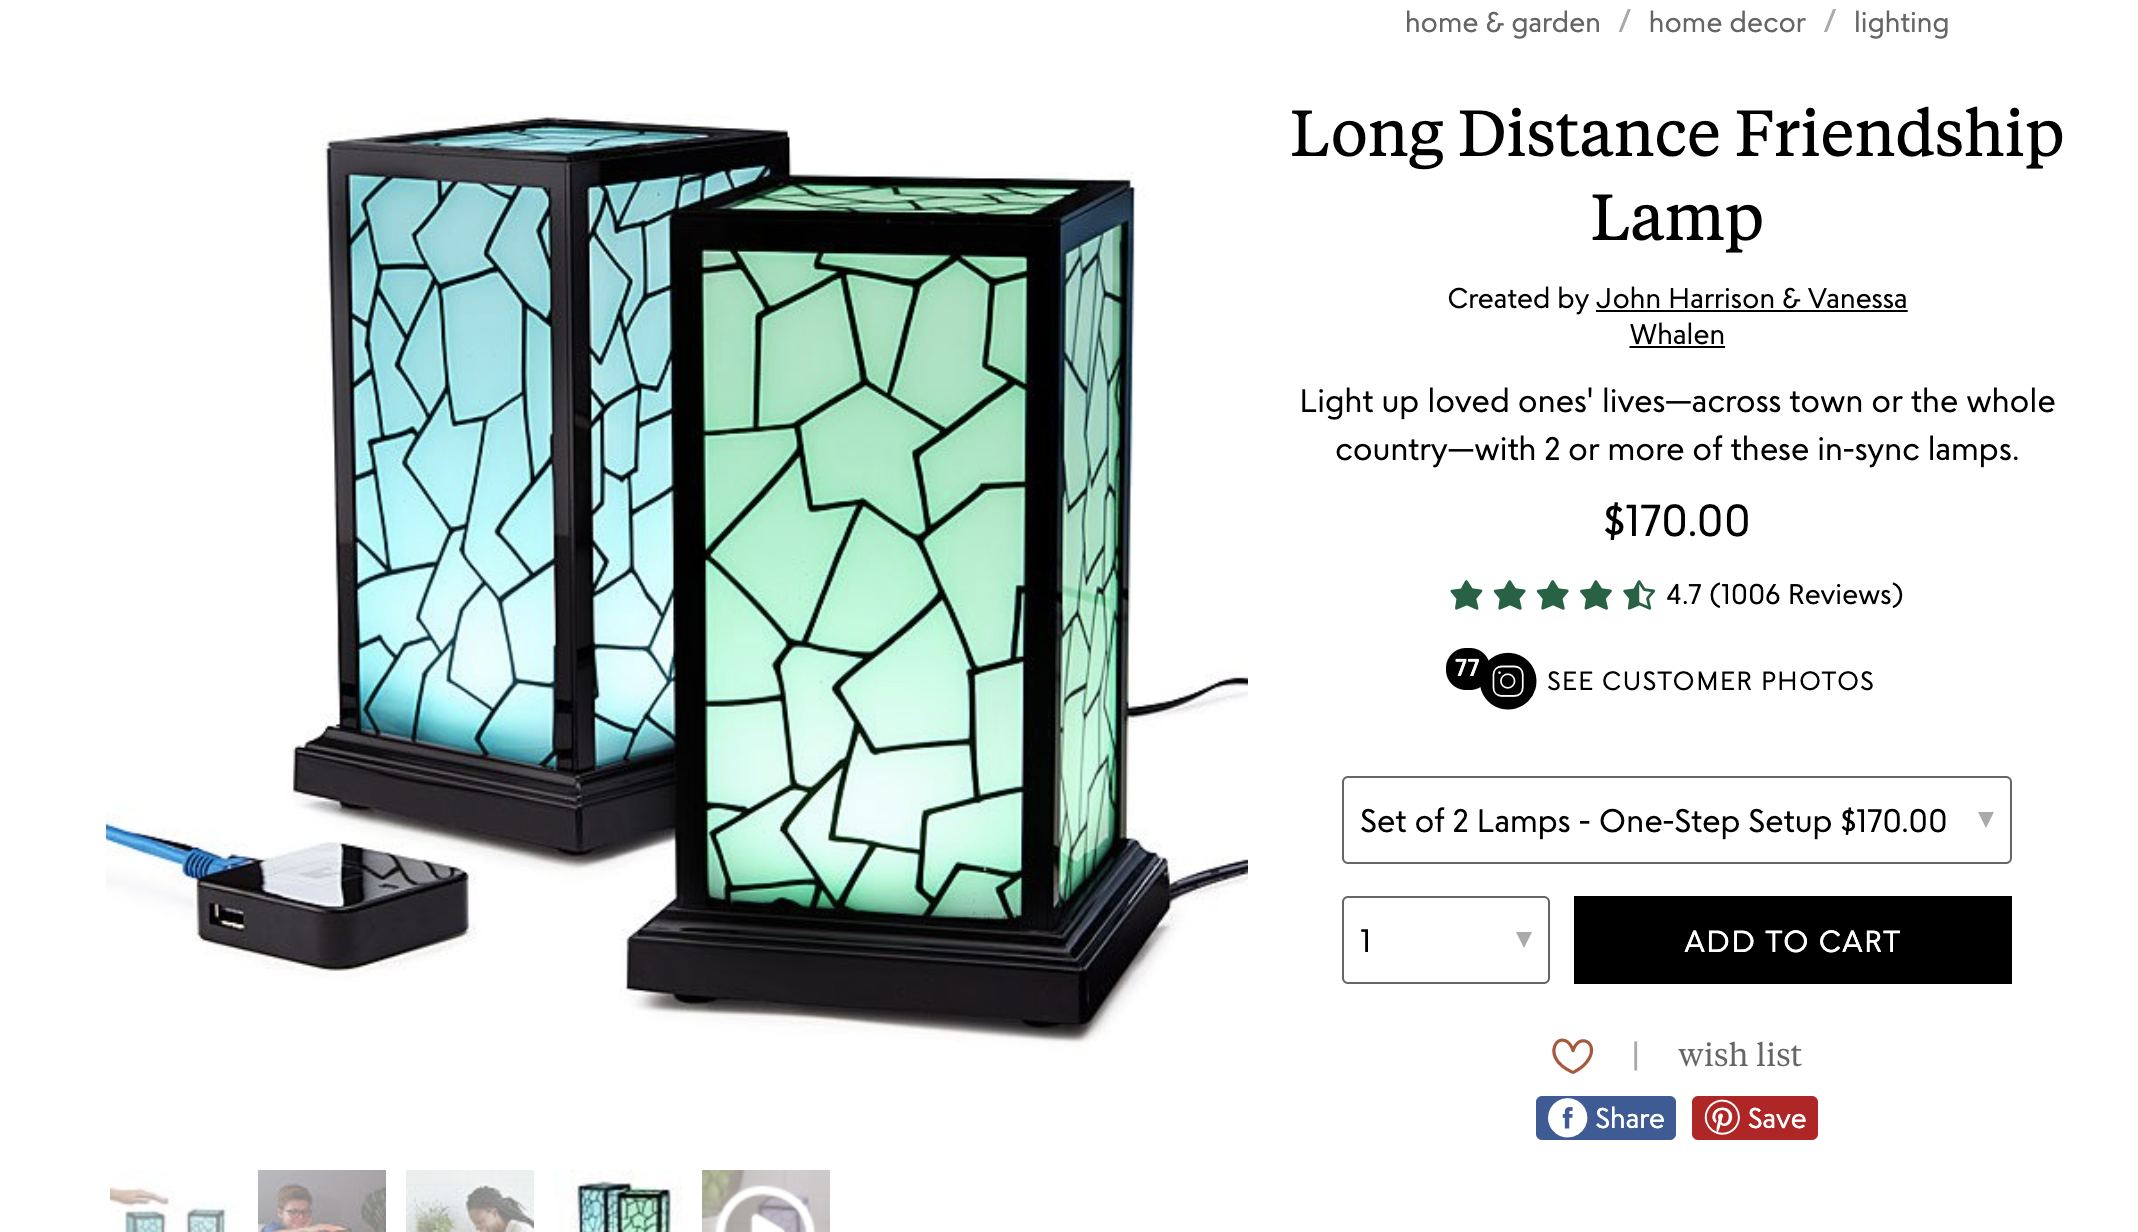 home & garden / home decor / lighting
Long Distance Friendship
Lamp
Created by John Harrison & Vanessa
Whalen
Light up loved ones' lives—across town or the whole
country—with 2 or more of these in-sync lamps.
$170.00
4.7 (1006 Reviews)
77 SEE CUSTOMER PHOTOS
Set of 2 Lamps - One-Step Setup $170.00
1
ADD TO CART
| wish list
f Share
Save